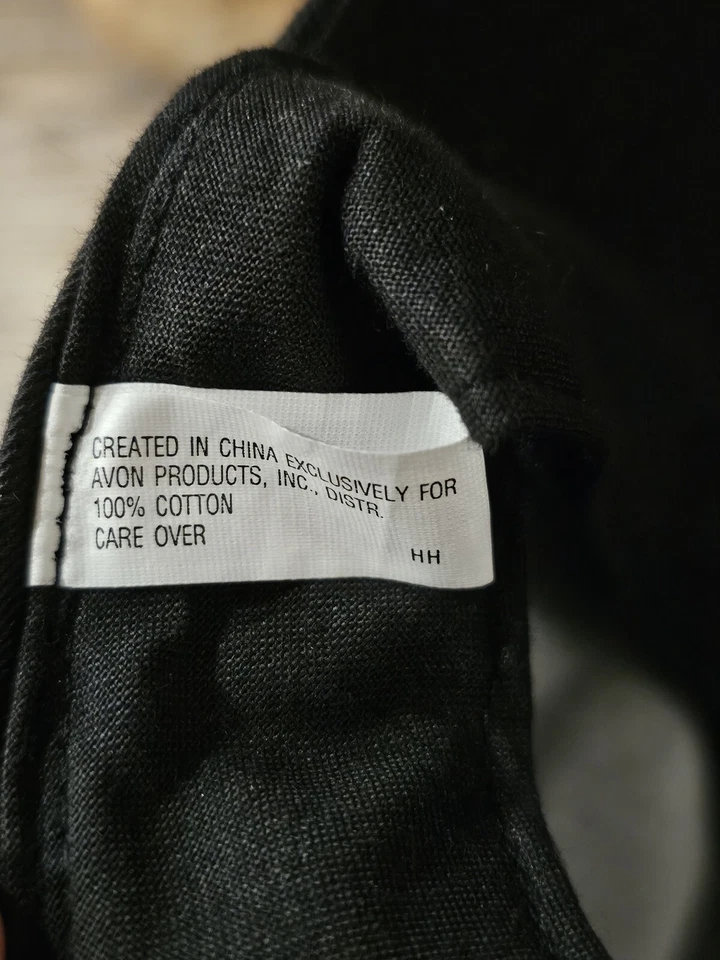 CREATED IN CHINA EXCLUSIVELY FOR
AVON PRODUCTS, INC., DISTR.
100% COTTON
CARE OVER
HH